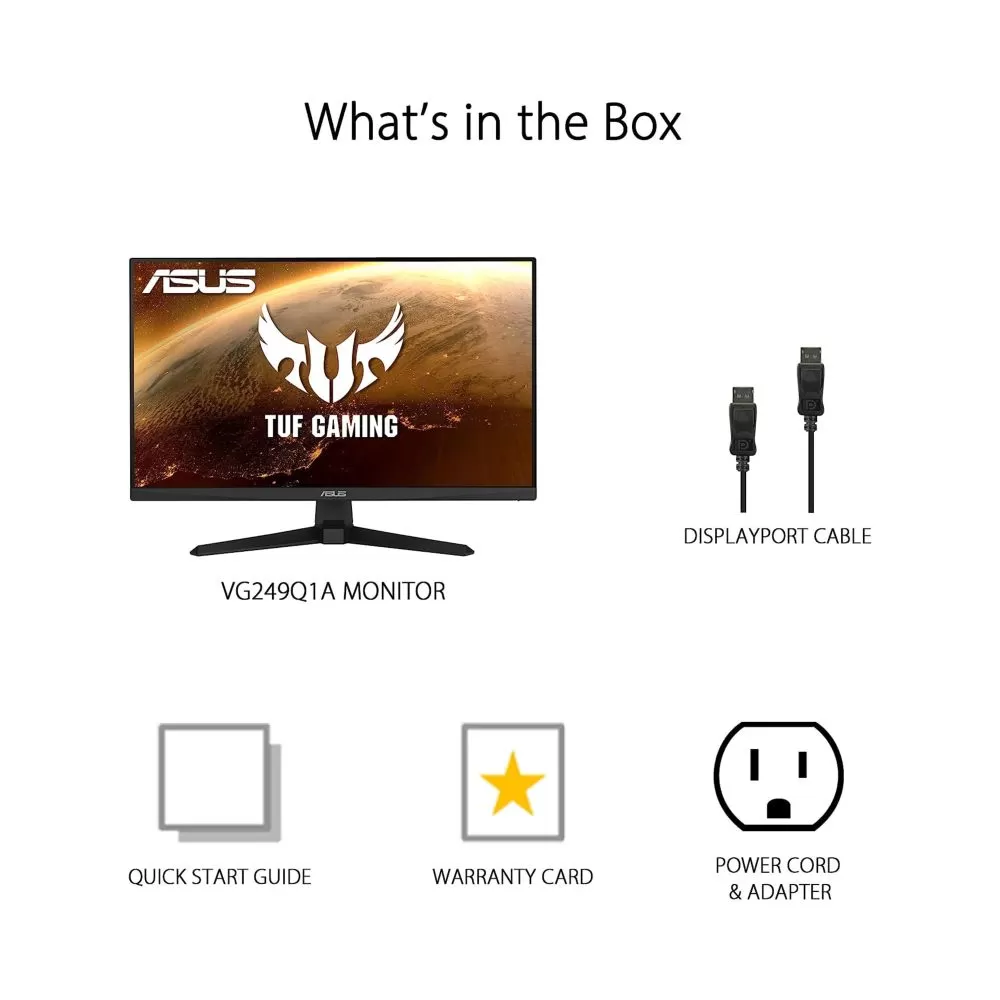 What's in the Box
ASUS
TUF GAMING
ASUS
VG249Q1A MONITOR
DISPLAYPORT CABLE
QUICK START GUIDE
WARRANTY CARD
POWER CORD
& ADAPTER